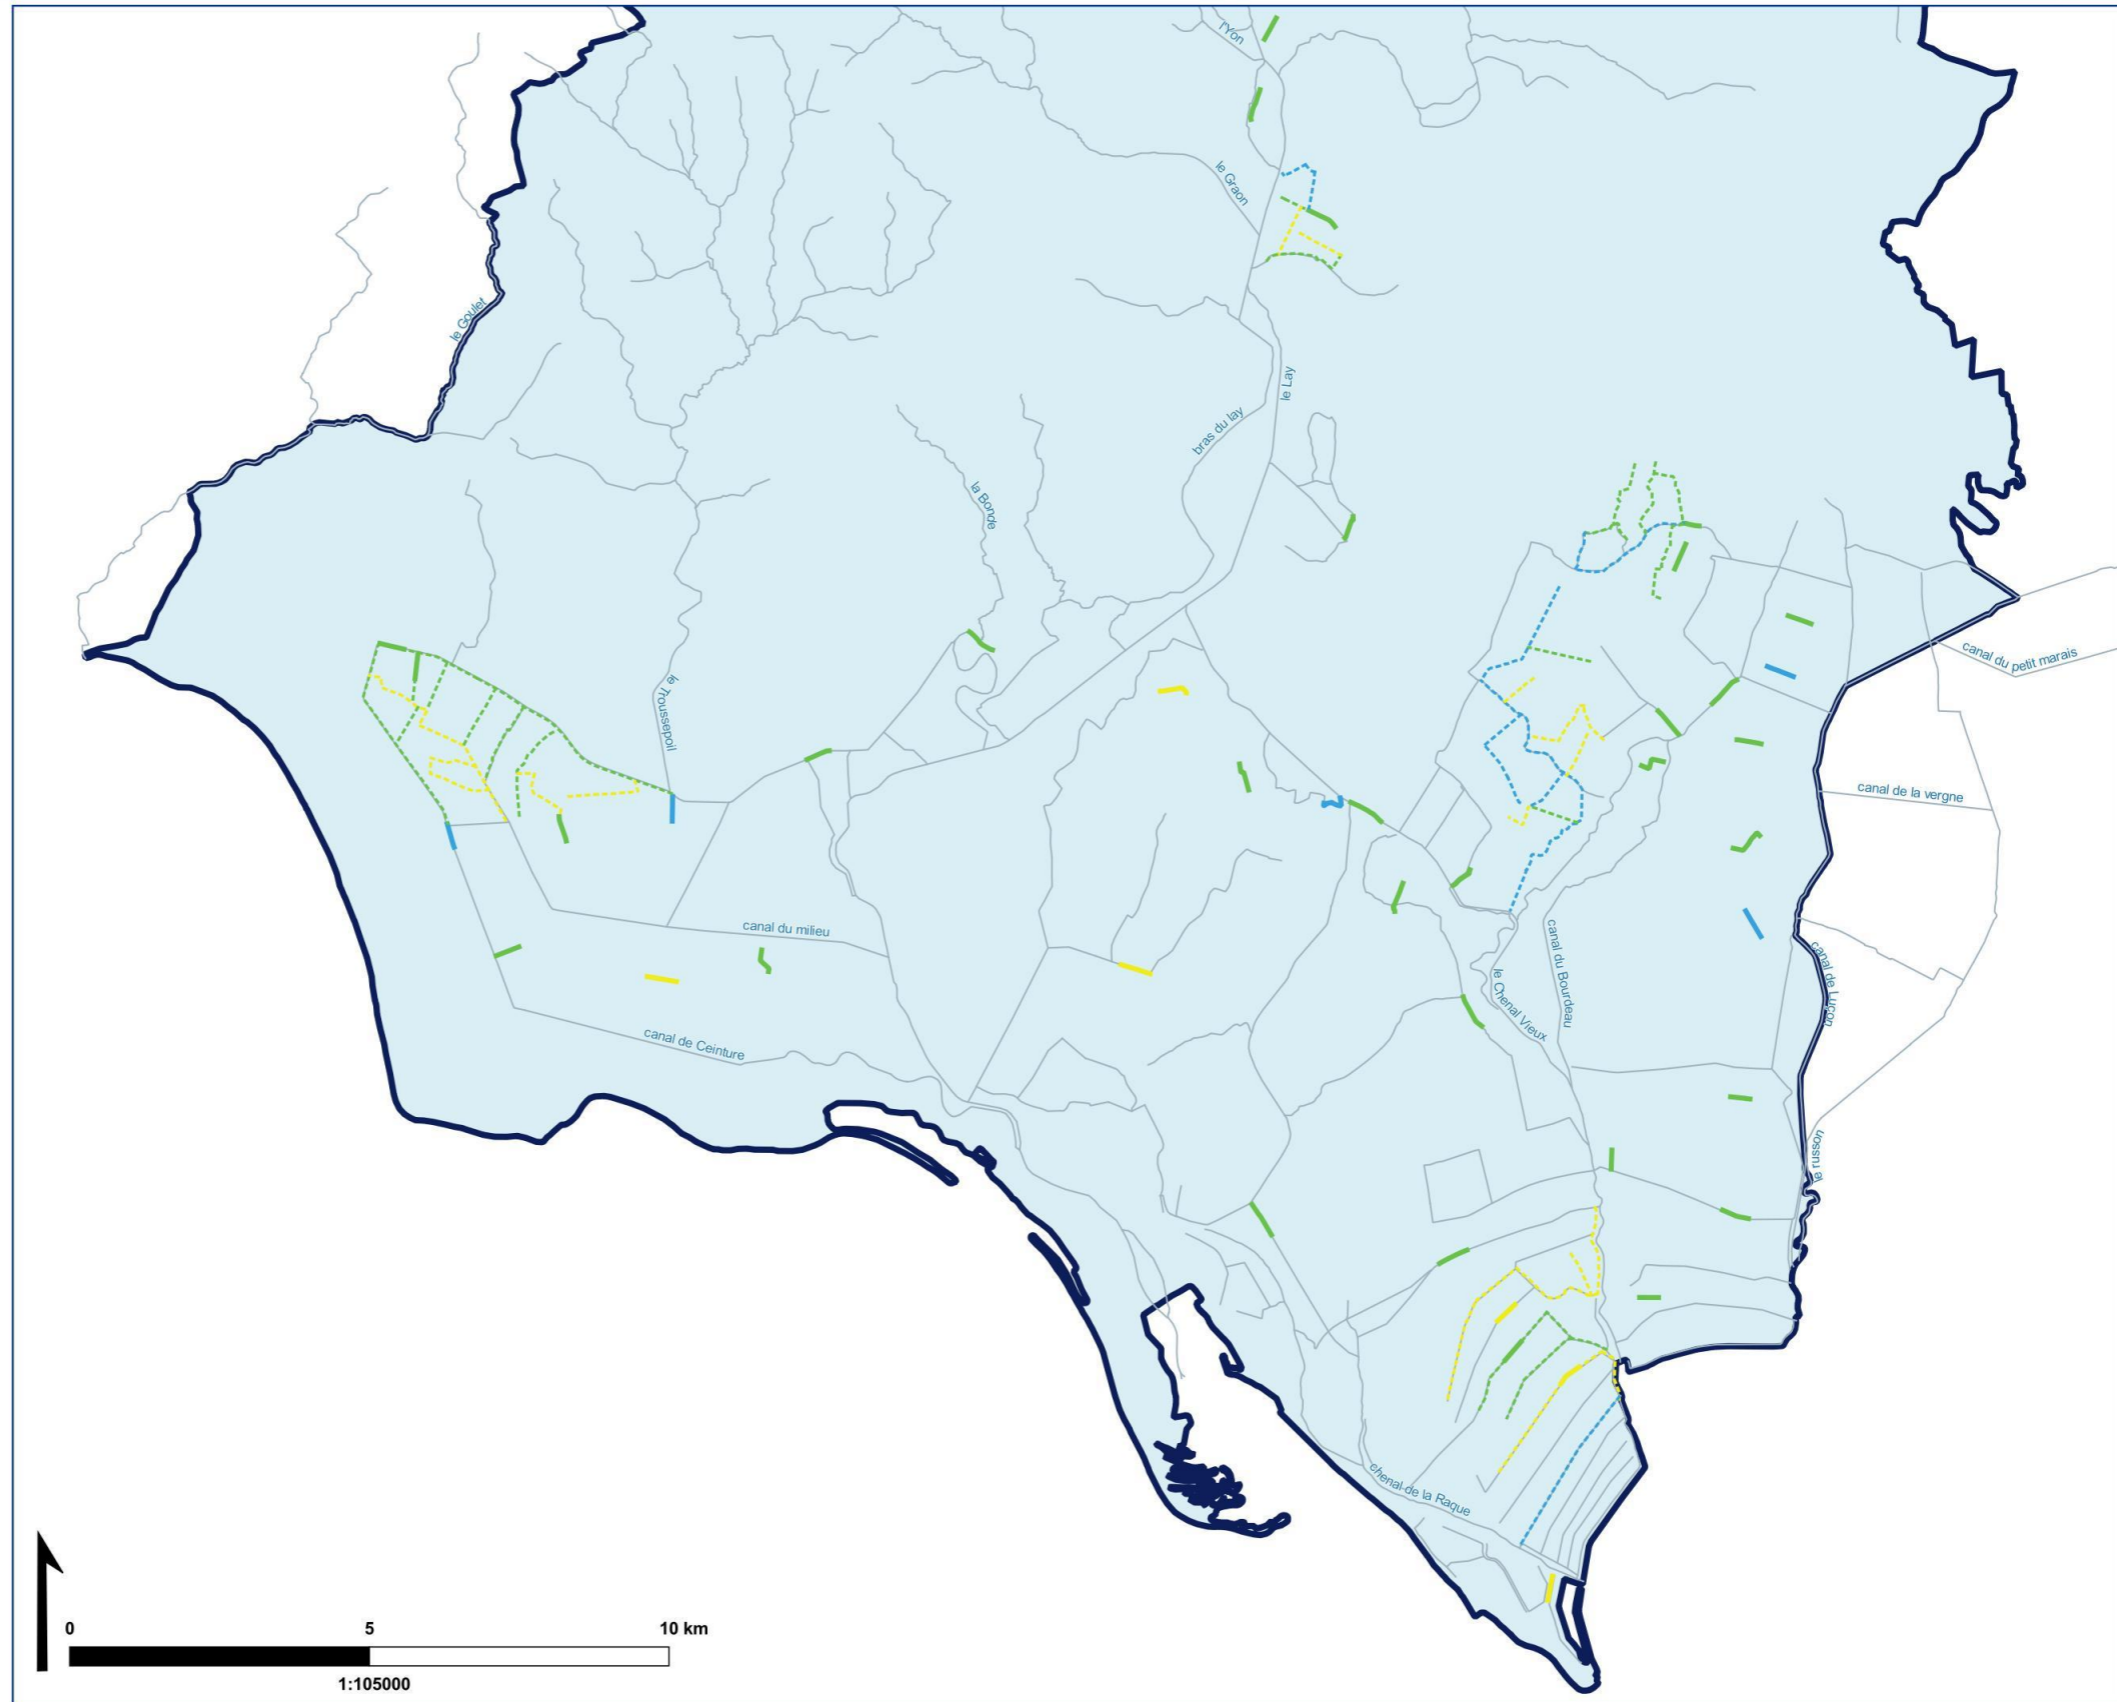 l'Yon
le Graon
le Goulet
le Lay
bras du lay
la Bonde
canal du petit marais
le Troussepoil
canal de la vergne
canal du milieu
canal du Bourdeau
canal de Luçon
le Chenal Vieux
canal de Ceinture
le russon
chenal de la Raque
0 5 10 km
1:105000